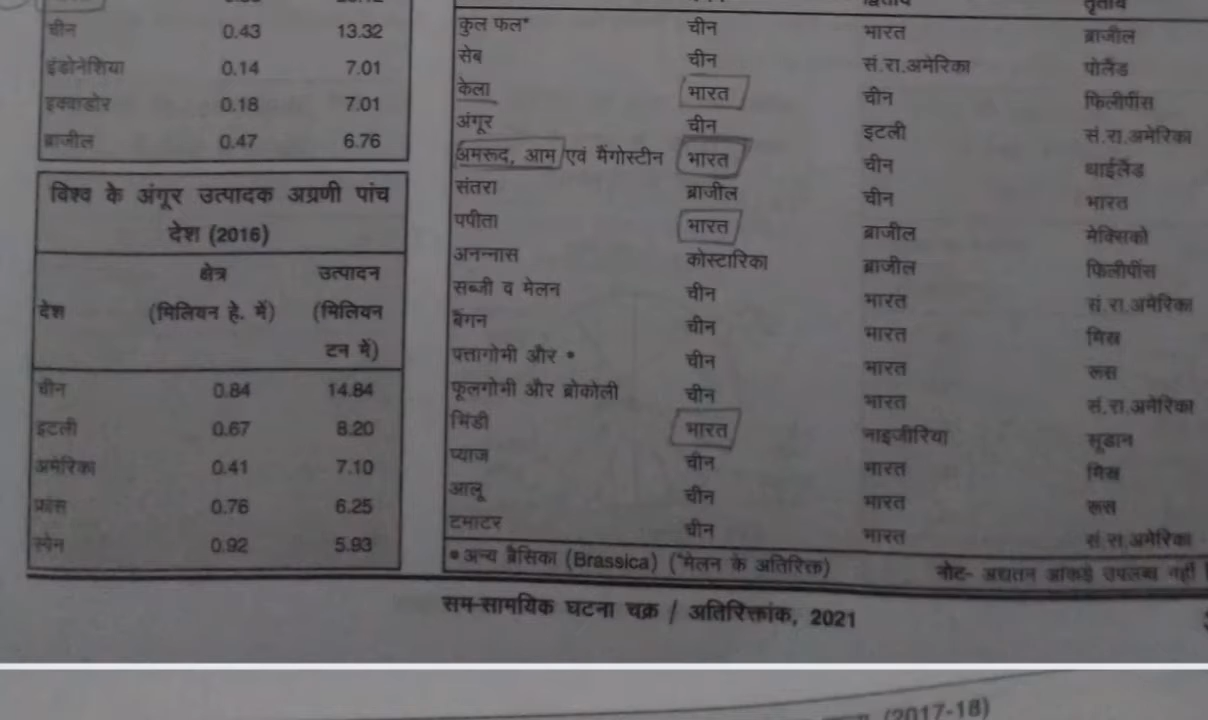 चीन 0.43 13.32
इंडोनेशिया 0.14 7.01
इक्वाडोर 0.18 7.01
ब्राजील 0.47 6.76
विश्व के अंगूर उत्पादक अग्रणी पांच
देश (2016)
क्षेत्र उत्पादन
देश (मिलियन हे. में) (मिलियन
टन में)
चीन 0.84 14.84
इटली 0.67 8.20
अमेरिका 0.41 7.10
फ्रांस 0.76 6.25
स्पेन 0.92 5.93
द्वितीय तृतीय
कुल फल* चीन भारत ब्राजील
सेब चीन सं.रा.अमेरिका पोलैंड
केला भारत चीन फिलीपींस
अंगूर चीन इटली सं.रा.अमेरिका
अमरूद, आम एवं मैंगोस्टीन भारत चीन थाईलैंड
संतरा ब्राजील चीन भारत
पपीता भारत ब्राजील मेक्सिको
अनन्नास कोस्टारिका ब्राजील फिलीपींस
सब्जी व मेलन चीन भारत सं.रा.अमेरिका
बैंगन चीन भारत मिस्र
पत्तागोभी और • चीन भारत रूस
फूलगोभी और ब्रोकोली चीन भारत सं.रा.अमेरिका
भिंडी भारत नाइजीरिया सूडान
प्याज चीन भारत मिस्र
आलू चीन भारत रूस
टमाटर चीन भारत सं.रा.अमेरिका
• अन्य ब्रैसिका (Brassica) (*मेलन के अतिरिक्त) नोट- अद्यतन आंकड़े उपलब्ध नहीं
सम-सामयिक घटना चक्र / अतिरिक्तांक, 2021
(2017-18)